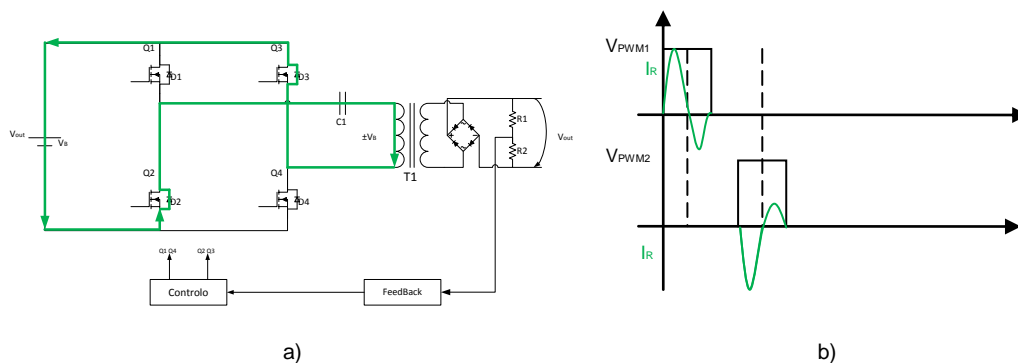 Q1
Q3
D1
D3
C1
Vout
VB
±VB
R1
R2
Vout
Q2
Q4
T1
D2
D4
Q1 Q4
Q2 Q3
Controlo
FeedBack
a)
VPWM1
IR
VPWM2
IR
b)